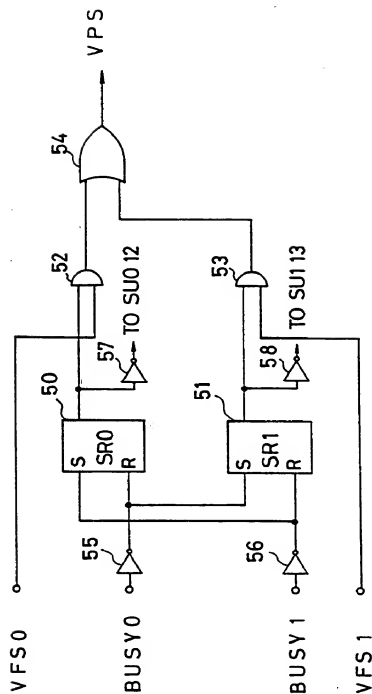 VFS0
BUSY0
BUSY1
VFS1
55
56
50
S
SR0
R
51
S
SR1
R
52
57
TO SU0 12
53
58
TO SU1 13
54
VPS